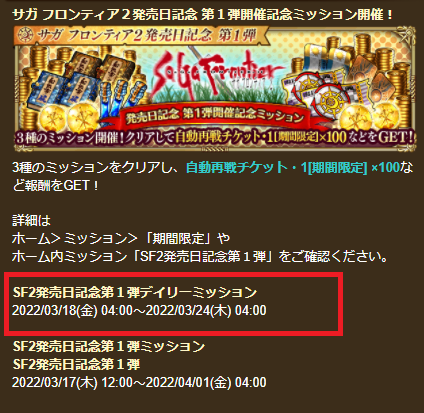 サガ フロンティア２発売日記念 第１弾開催記念ミッション開催！
サガ フロンティア2 発売日記念 第1弾
SaGa Frontier
発売日記念 第1弾開催記念ミッション
3種のミッション開催！クリアして自動再戦チケット・1[期間限定]×100などをGET！
3種のミッションをクリアし、自動再戦チケット・1[期間限定] ×100な
ど報酬をGET！
詳細は
ホーム＞ミッション＞「期間限定」や
ホーム内ミッション「SF2発売日記念第１弾」をご確認ください。
SF2発売日記念第１弾デイリーミッション
2022/03/18(金) 04:00～2022/03/24(木) 04:00
SF2発売日記念第１弾ミッション
SF2発売日記念第１弾
2022/03/17(木) 12:00～2022/04/01(金) 04:00